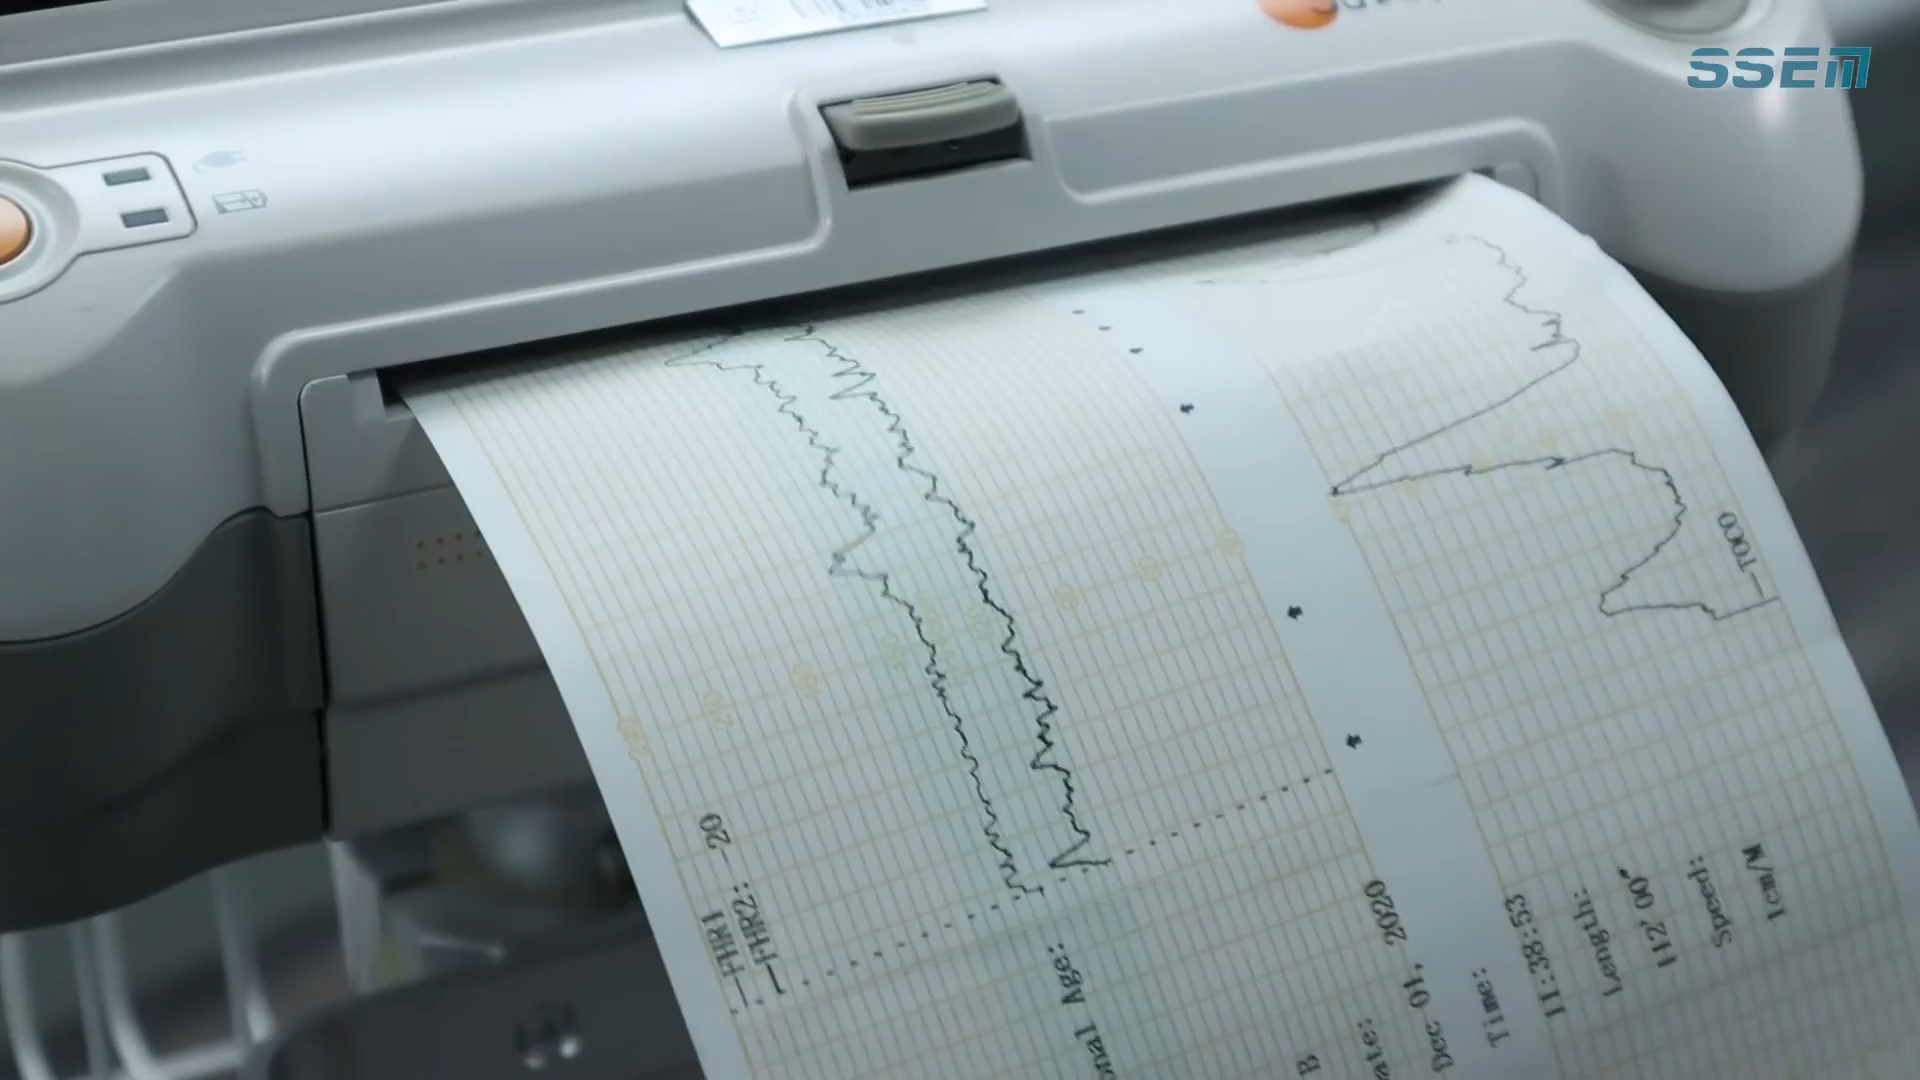 SSEM
—TOCO
—FHR1 -20
—FHR2:
onal Age:
B
ate:
Dec 01, 2020
Time:
11:38:53
Length:
112'00"
Speed:
1cm/M